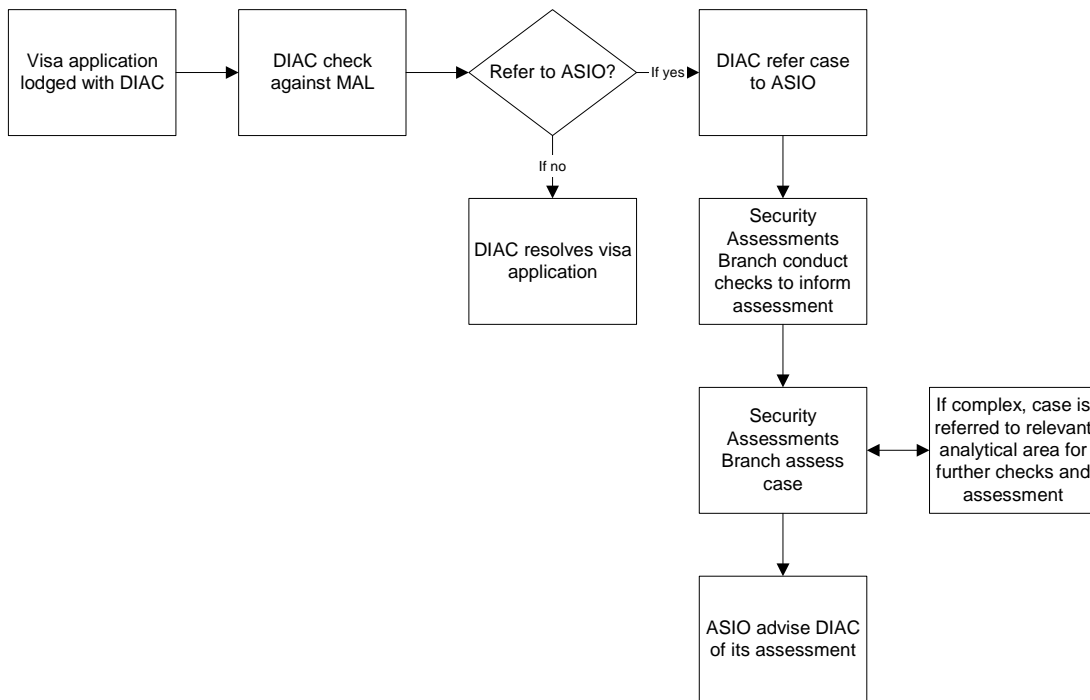 Visa application
lodged with DIAC
DIAC check
against MAL
Refer to ASIO?
If yes
DIAC refer case
to ASIO
If no
DIAC resolves visa
application
Security
Assessments
Branch conduct
checks to inform
assessment
Security
Assessments
Branch assess
case
If complex, case is
referred to relevant
analytical area for
further checks and
assessment
ASIO advise DIAC
of its assessment